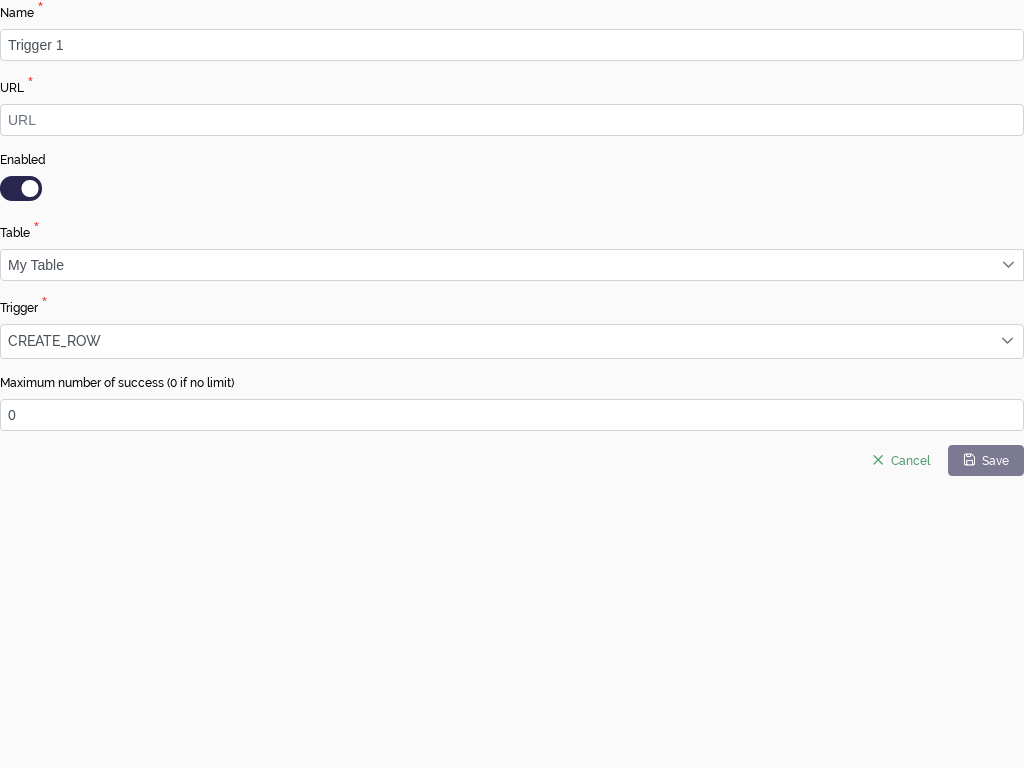 Name *
Trigger 1
URL *
URL
Enabled
Table *
My Table
Trigger *
CREATE_ROW
Maximum number of success (0 if no limit)
0
Cancel Save